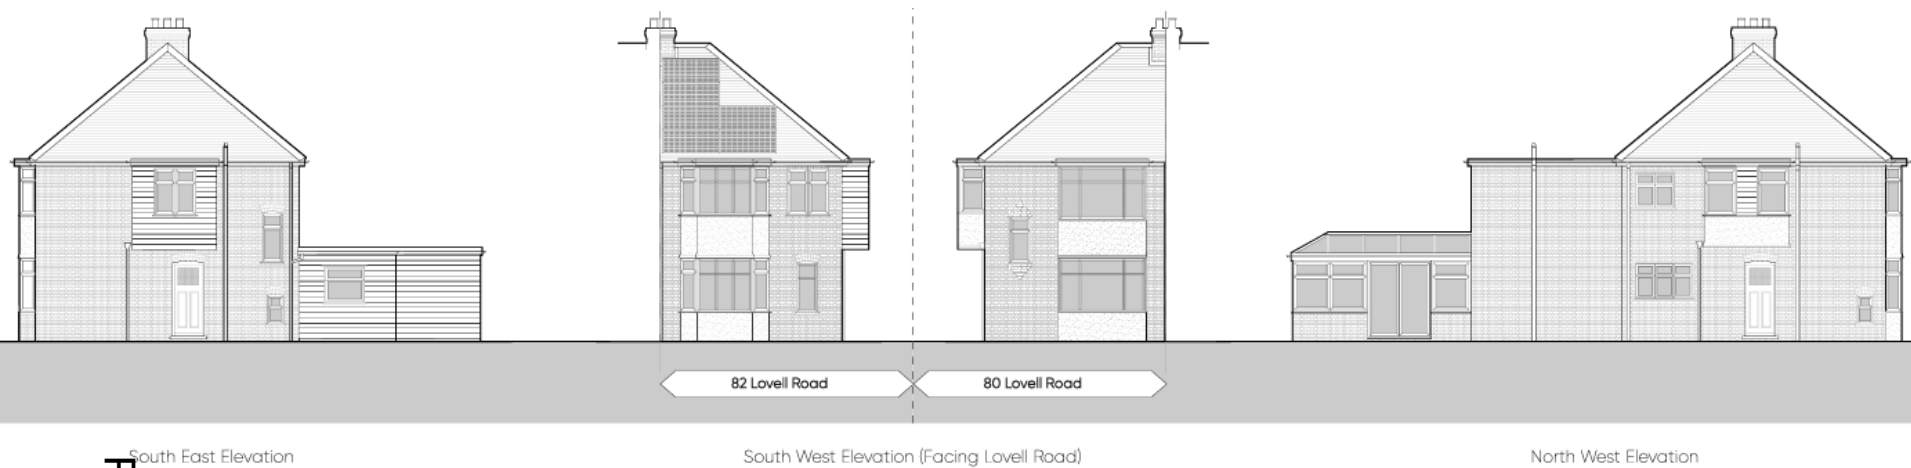 82 Lovell Road
80 Lovell Road
South East Elevation
South West Elevation (Facing Lovell Road)
North West Elevation